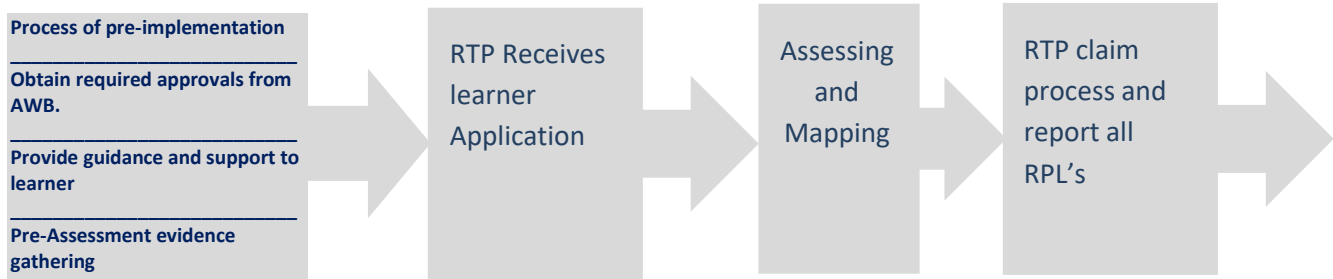 Process of pre-implementation
Obtain required approvals from
AWB.
Provide guidance and support to
learner
Pre-Assessment evidence
gathering
RTP Receives
learner
Application
Assessing
and
Mapping
RTP claim
process and
report all
RPL's